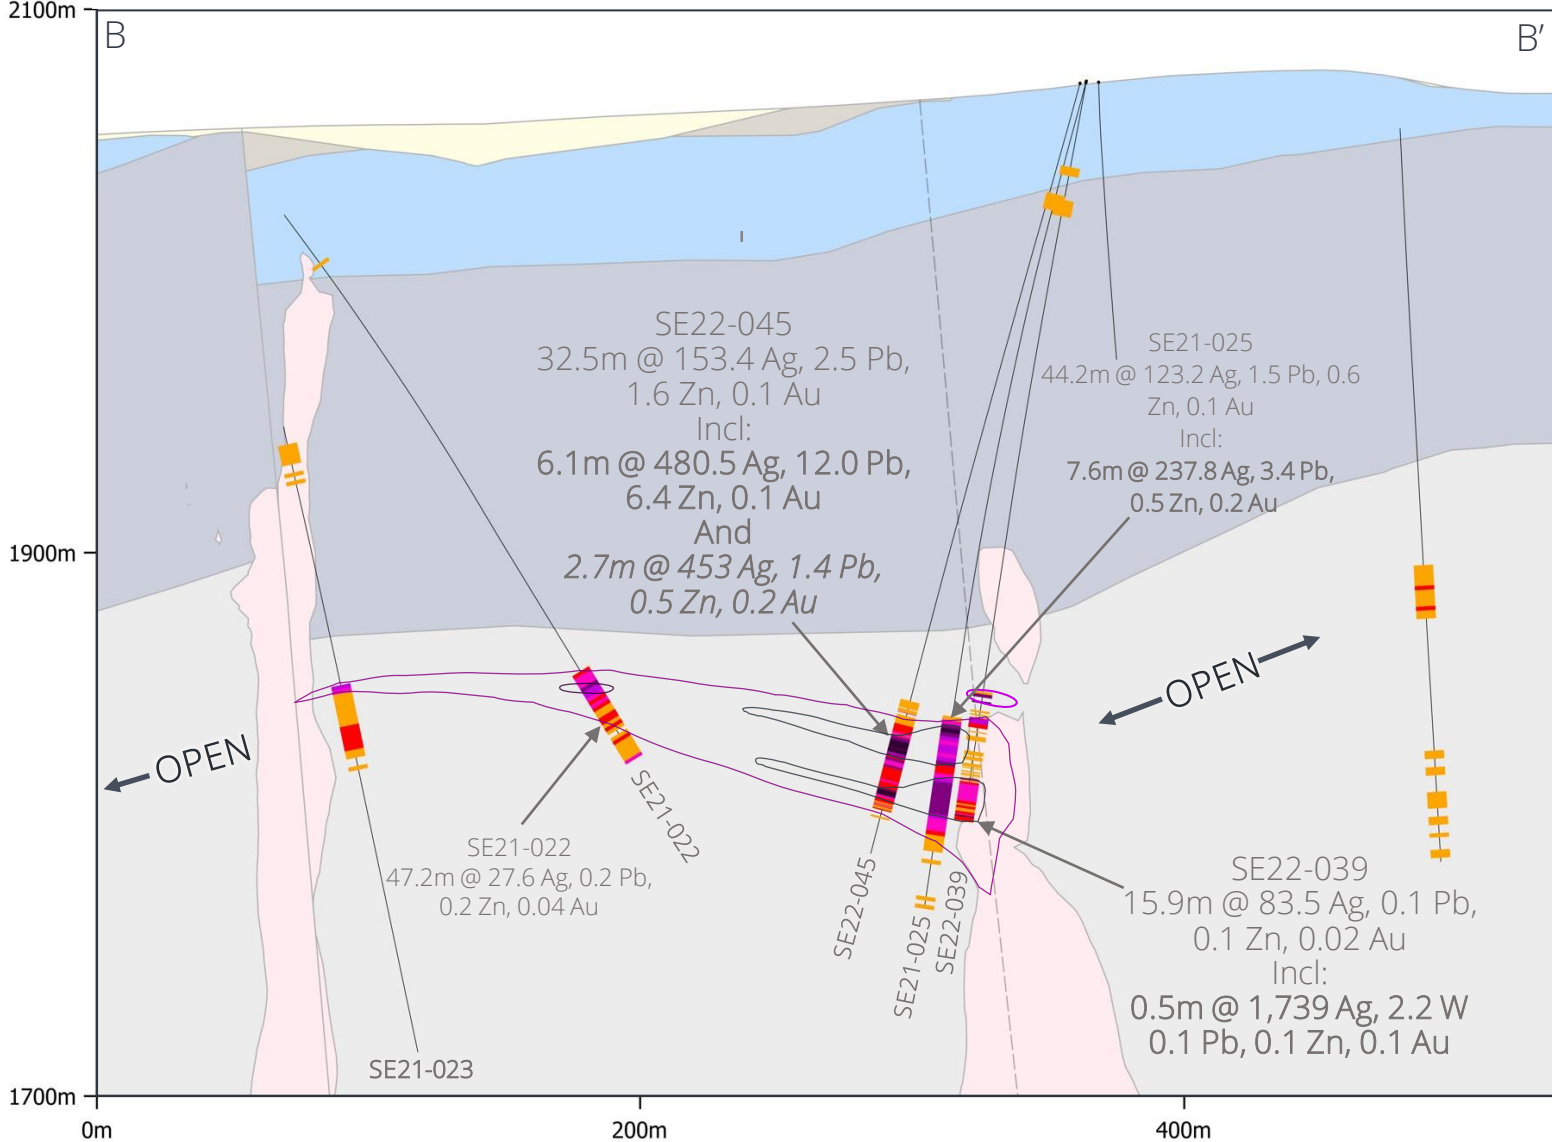 2100m
B
B’
SE22-045
32.5m @ 153.4 Ag, 2.5 Pb,
1.6 Zn, 0.1 Au
Incl:
6.1m @ 480.5 Ag, 12.0 Pb,
6.4 Zn, 0.1 Au
And
2.7m @ 453 Ag, 1.4 Pb,
0.5 Zn, 0.2 Au
SE21-025
44.2m @ 123.2 Ag, 1.5 Pb, 0.6
Zn, 0.1 Au
Incl:
7.6m @ 237.8 Ag, 3.4 Pb,
0.5 Zn, 0.2 Au
1900m
OPEN
OPEN
SE21-022
SE21-022
47.2m @ 27.6 Ag, 0.2 Pb,
0.2 Zn, 0.04 Au
SE22-045
SE21-025
SE22-039
SE22-039
15.9m @ 83.5 Ag, 0.1 Pb,
0.1 Zn, 0.02 Au
Incl:
0.5m @ 1,739 Ag, 2.2 W
0.1 Pb, 0.1 Zn, 0.1 Au
SE21-023
1700m
0m
200m
400m